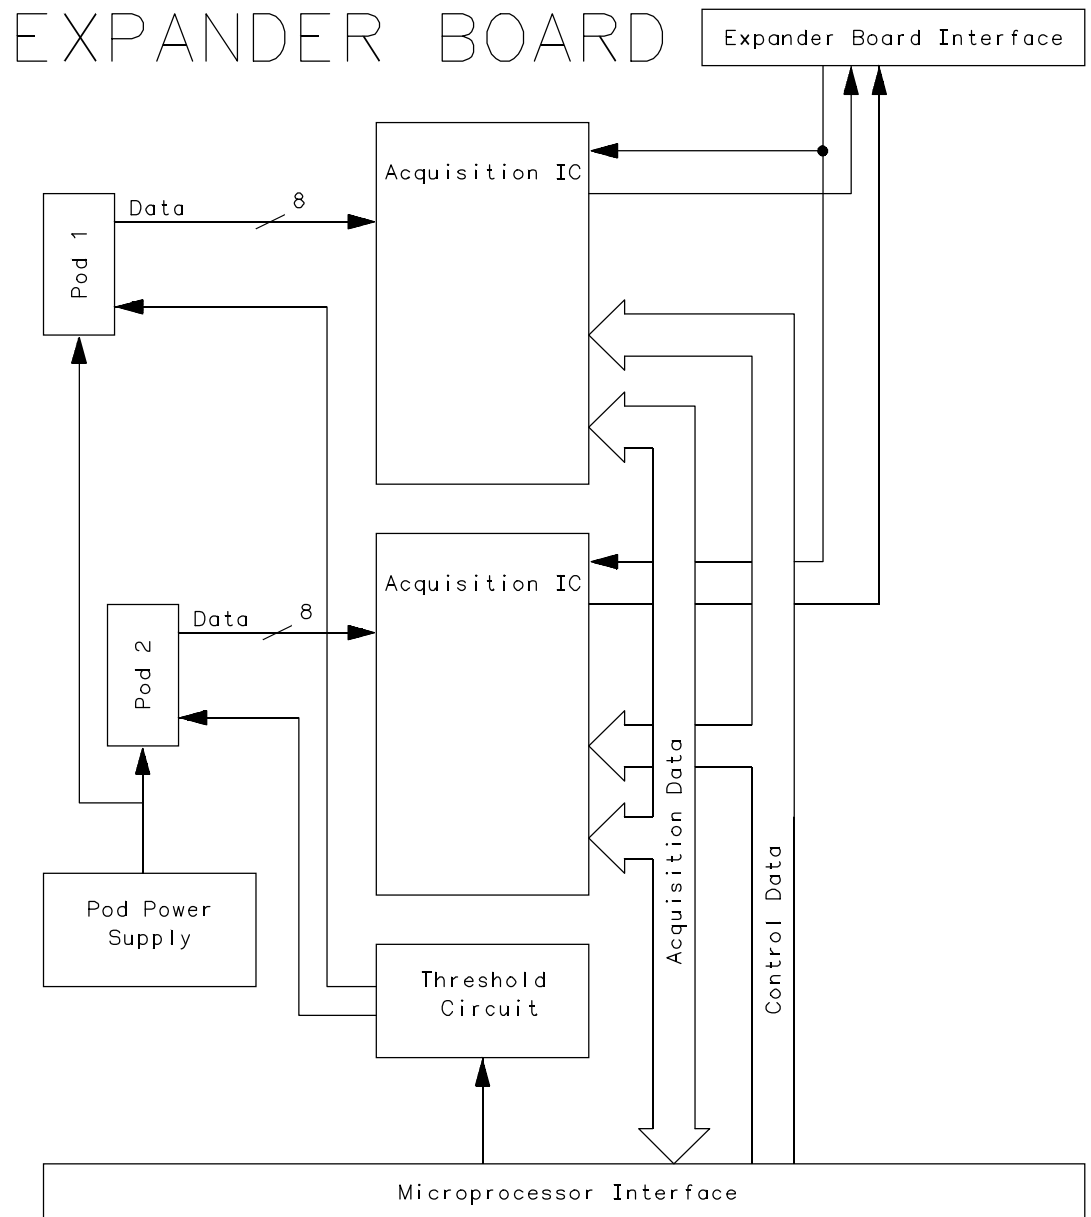 EXPANDER BOARD
Expander Board Interface
Acquisition IC
Data
8
Pod 1
Acquisition IC
Data
8
Pod 2
Acquisition Data
Control Data
Pod Power
Supply
Threshold
Circuit
Microprocessor Interface